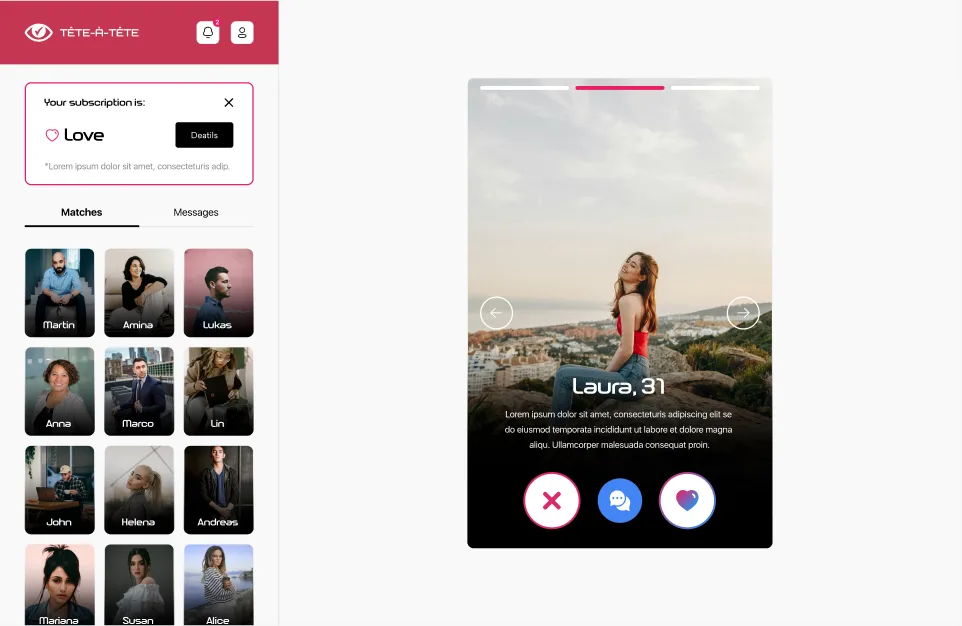 TÊTE-À-TÊTE
2
Your subscription is:
Love
Deatils
*Lorem ipsum dolor sit amet, consecteturis adip.
Matches
Messages
Martin
Amina
Lukas
Anna
Marco
Lin
John
Helena
Andreas
Mariana
Susan
Alice
Laura, 31
Lorem ipsum dolor sit amet, consecteturis adipiscing elit se
do eiusmod temporata incididunt ut labore et dolore magna
aliqu. Ullamcorper malesuada consequat proin.